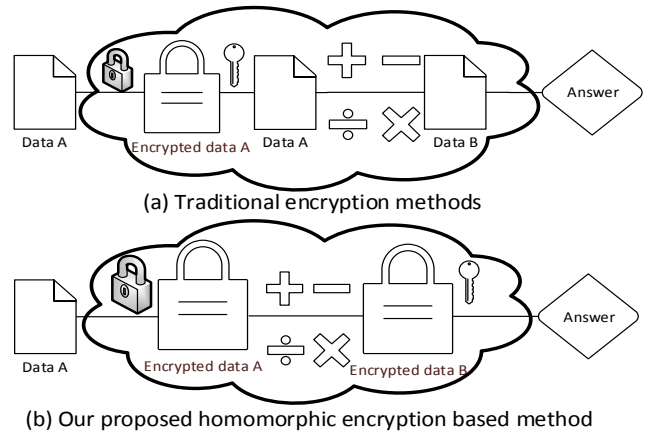 Data A
Encrypted data A
Data A
Data B
Answer
(a) Traditional encryption methods
Data A
Encrypted data A
Encrypted data B
Answer
(b) Our proposed homomorphic encryption based method